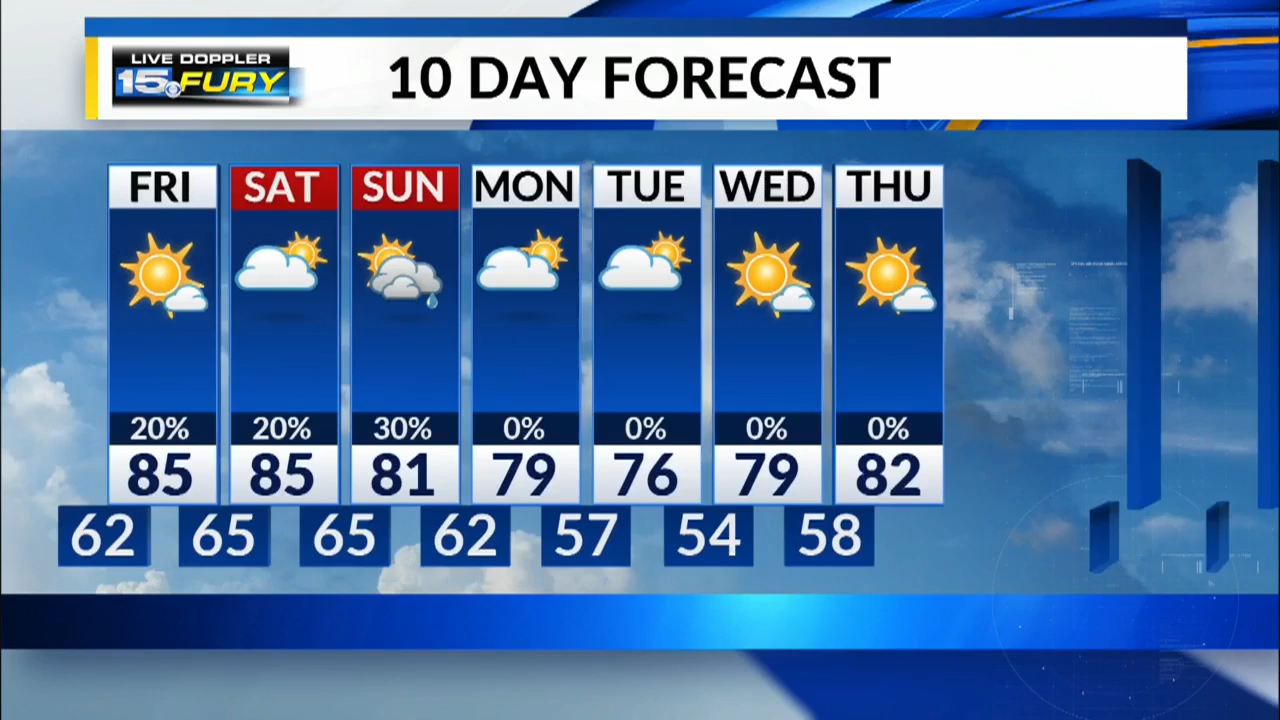 LIVE DOPPLER
15 FURY
10 DAY FORECAST
FRI SAT SUN MON TUE WED THU
20% 20% 30% 0% 0% 0% 0%
85 85 81 79 76 79 82
62 65 65 62 57 54 58